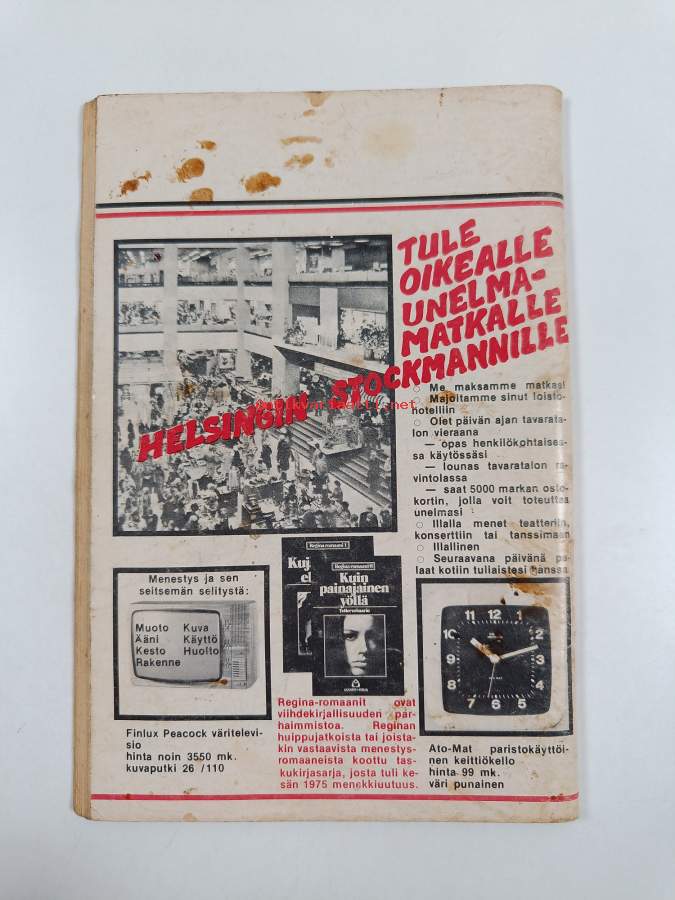 TULE
OIKEALLE
UNELMA-
MATKALLE
HELSINGIN STOCKMANNILLE
○ Me maksamme matkasi
Majoitamme sinut loisto-
hotelliin
○ Olet päivän ajan tavarata-
lon vieraana
— opas henkilökohtaises-
sa käytössäsi
— lounas tavaratalon ra-
vintolassa
— saat 5000 markan osto-
kortin, jolla voit toteuttaa
unelmasi
○ Illalla menet teatteriin,
konserttiin tai tanssimaan
○ Illallinen
○ Seuraavana päivänä pa-
laat kotiin tuliaistesi kanssa
Menestys ja sen
seitsemän selitystä:
Muoto Kuva
Ääni Käyttö
Kesto Huolto
Rakenne
Finlux Peacock väritelevi-
sio
hinta noin 3550 mk.
kuvaputki 26 /110
Regina-romaani 1
Regina-romaani
Kuin
painajainen
yöllä
Regina-romaanit ovat
viihdekirjallisuuden par-
haimmistoa. Reginan
huippujatkoista tai joista-
kin vastaavista menestys-
romaaneista koottu tas-
kukirjasarja, josta tuli ke-
sän 1975 menekkiuutuus.
12
11 1
10 2
9 3
8 4
7 6 5
Ato-Mat paristokäyttöi-
nen keittiökello
hinta 99 mk.
väri punainen